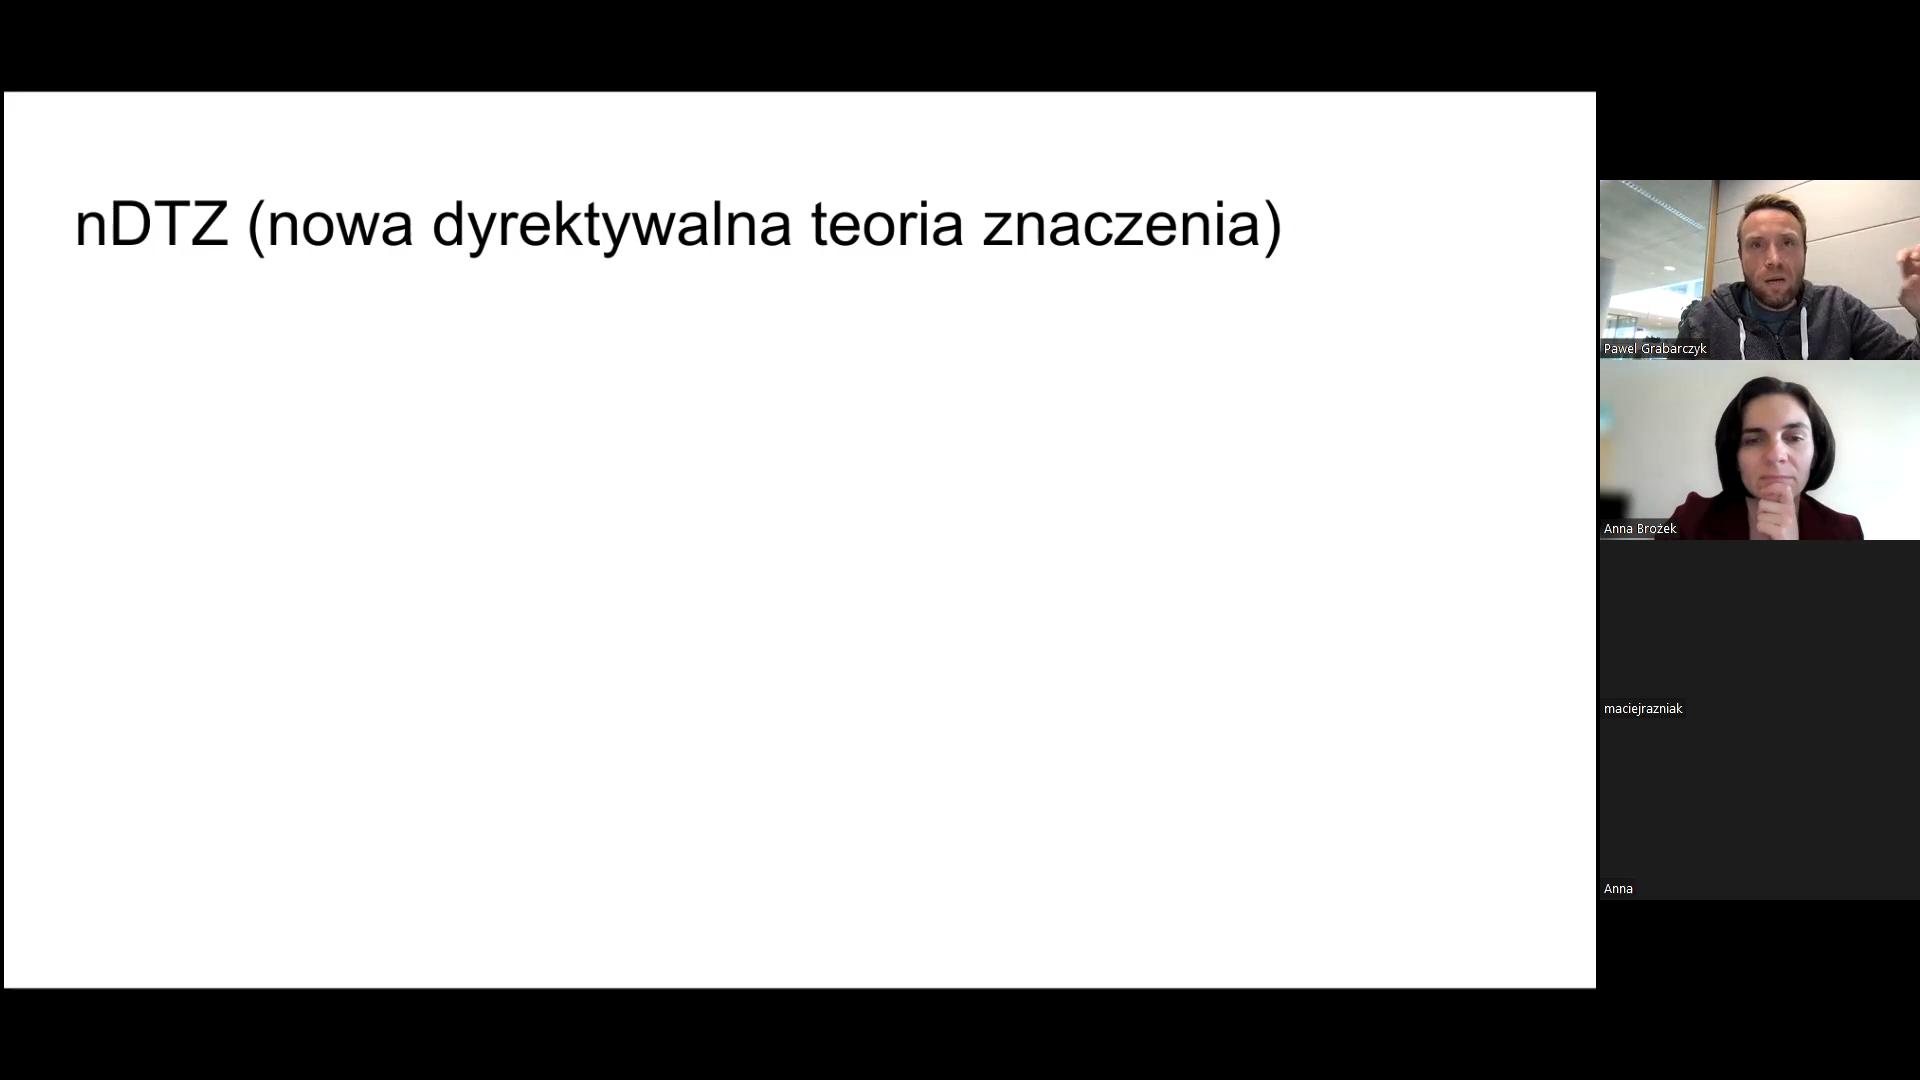 nDTZ (nowa dyrektywalna teoria znaczenia)
Pawel Grabarczyk
Anna Brożek
maciejrazniak
Anna